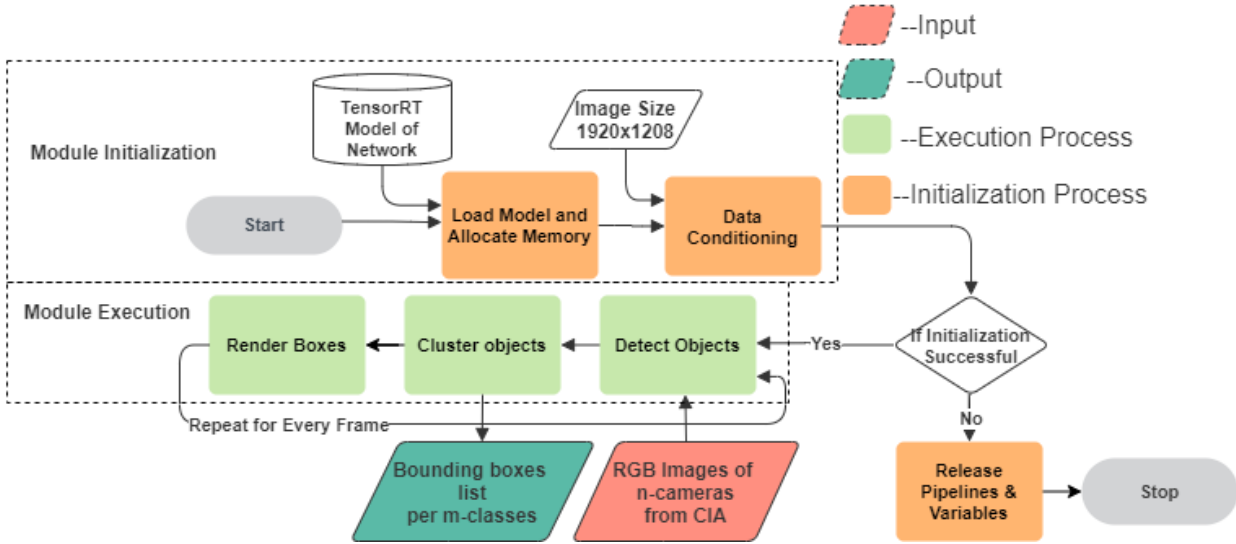 --Input
--Output
--Execution Process
--Initialization Process
Module Initialization
TensorRT
Model of
Network
Image Size
1920x1208
Start
Load Model and
Allocate Memory
Data
Conditioning
Module Execution
Render Boxes
Cluster objects
Detect Objects
Yes
If Initialization
Successful
Repeat for Every Frame
No
Bounding boxes
list
per m-classes
RGB Images of
n-cameras
from CIA
Release
Pipelines &
Variables
Stop